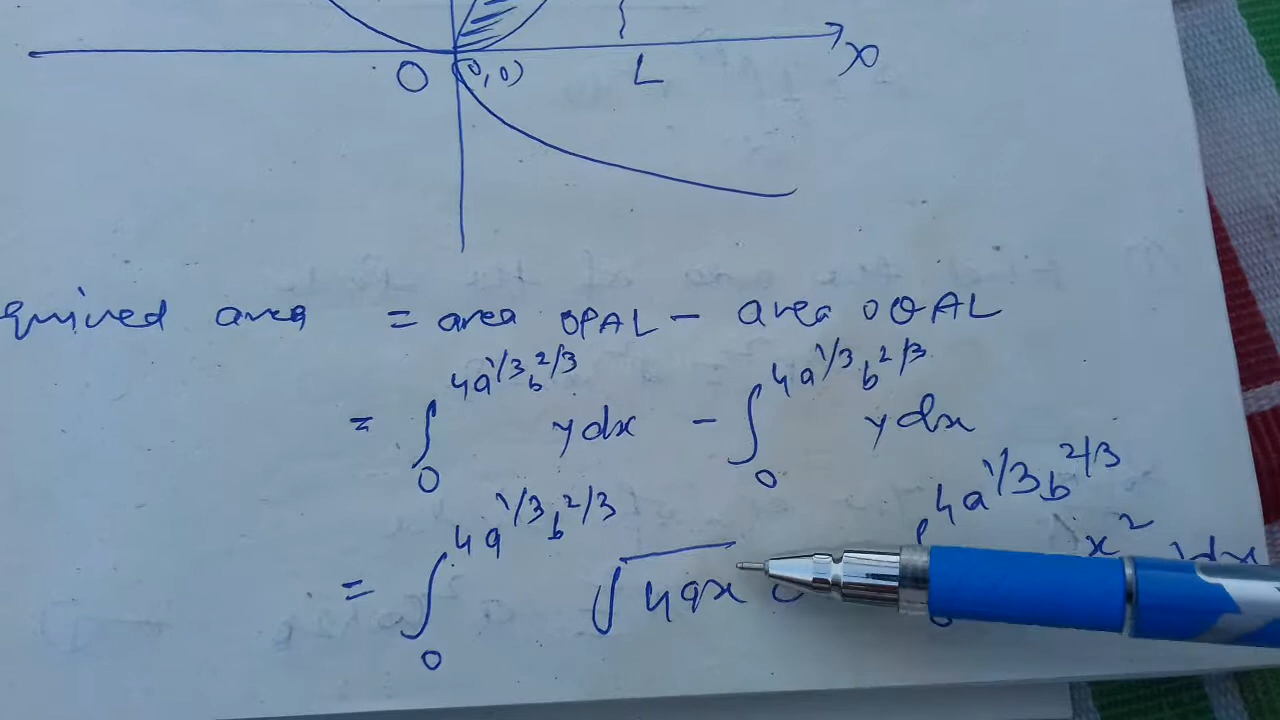 O (0,0) L X
quired area = area OPAL - area OQAL
= ∫₀^{4a^{1/3}b^{2/3}} y dx - ∫₀^{4a^{1/3}b^{2/3}} y dx
= ∫₀^{4a^{1/3}b^{2/3}} √4ax 4a^{1/3}b^{2/3} x² dx